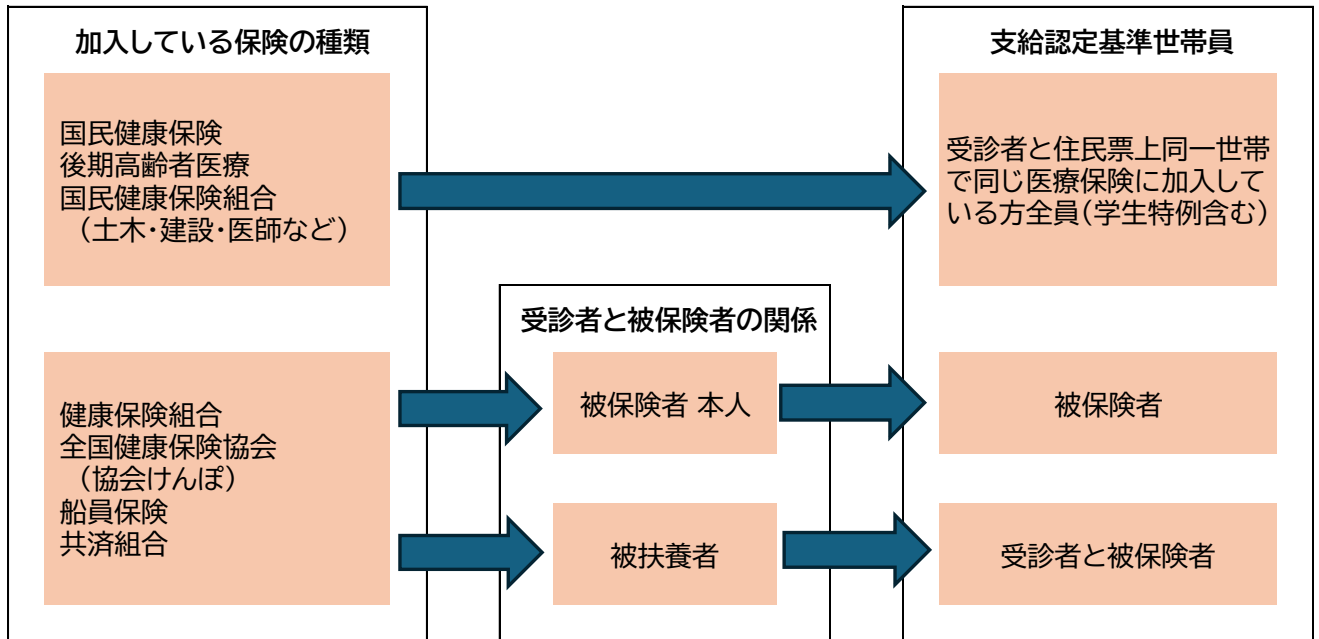 加入している保険の種類
国民健康保険
後期高齢者医療
国民健康保険組合
（土木・建設・医師など）
健康保険組合
全国健康保険協会
（協会けんぽ）
船員保険
共済組合
受診者と被保険者の関係
被保険者 本人
被扶養者
支給認定基準世帯員
受診者と住民票上同一世帯
で同じ医療保険に加入して
いる方全員（学生特例含む）
被保険者
受診者と被保険者